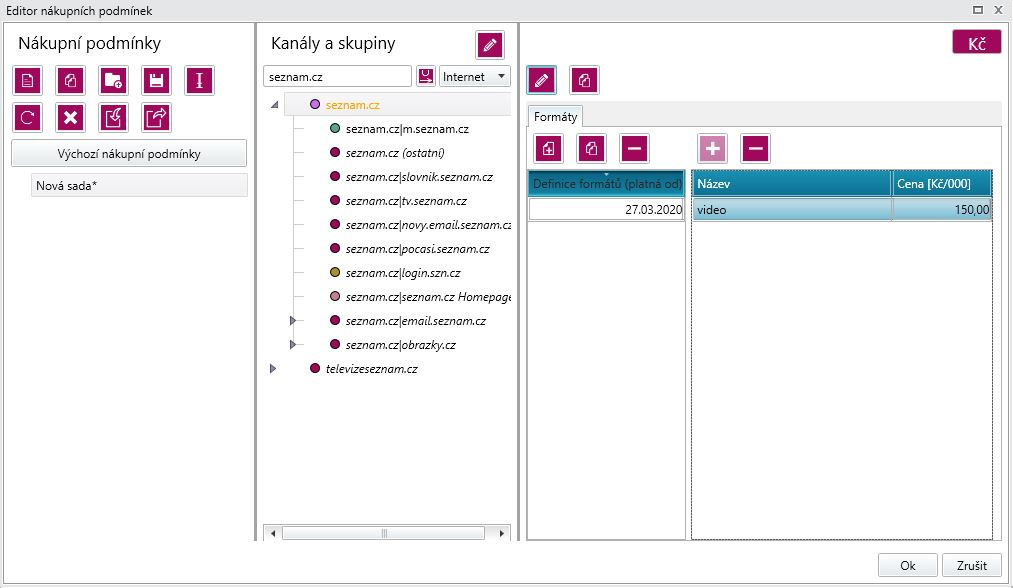 Editor nákupních podmínek
Nákupní podmínky
Výchozí nákupní podmínky
Nová sada*
Kanály a skupiny
seznam.cz
Internet
seznam.cz
seznam.cz|m.seznam.cz
seznam.cz (ostatní)
seznam.cz|slovnik.seznam.cz
seznam.cz|tv.seznam.cz
seznam.cz|novy.email.seznam.cz
seznam.cz|pocasi.seznam.cz
seznam.cz|login.szn.cz
seznam.cz|seznam.cz Homepage
seznam.cz|email.seznam.cz
seznam.cz|obrazky.cz
televizeseznam.cz
Kč
Formáty
Definice formátů (platná od)
27.03.2020
Název
Cena [Kč/000]
video
150,00
Ok
Zrušit